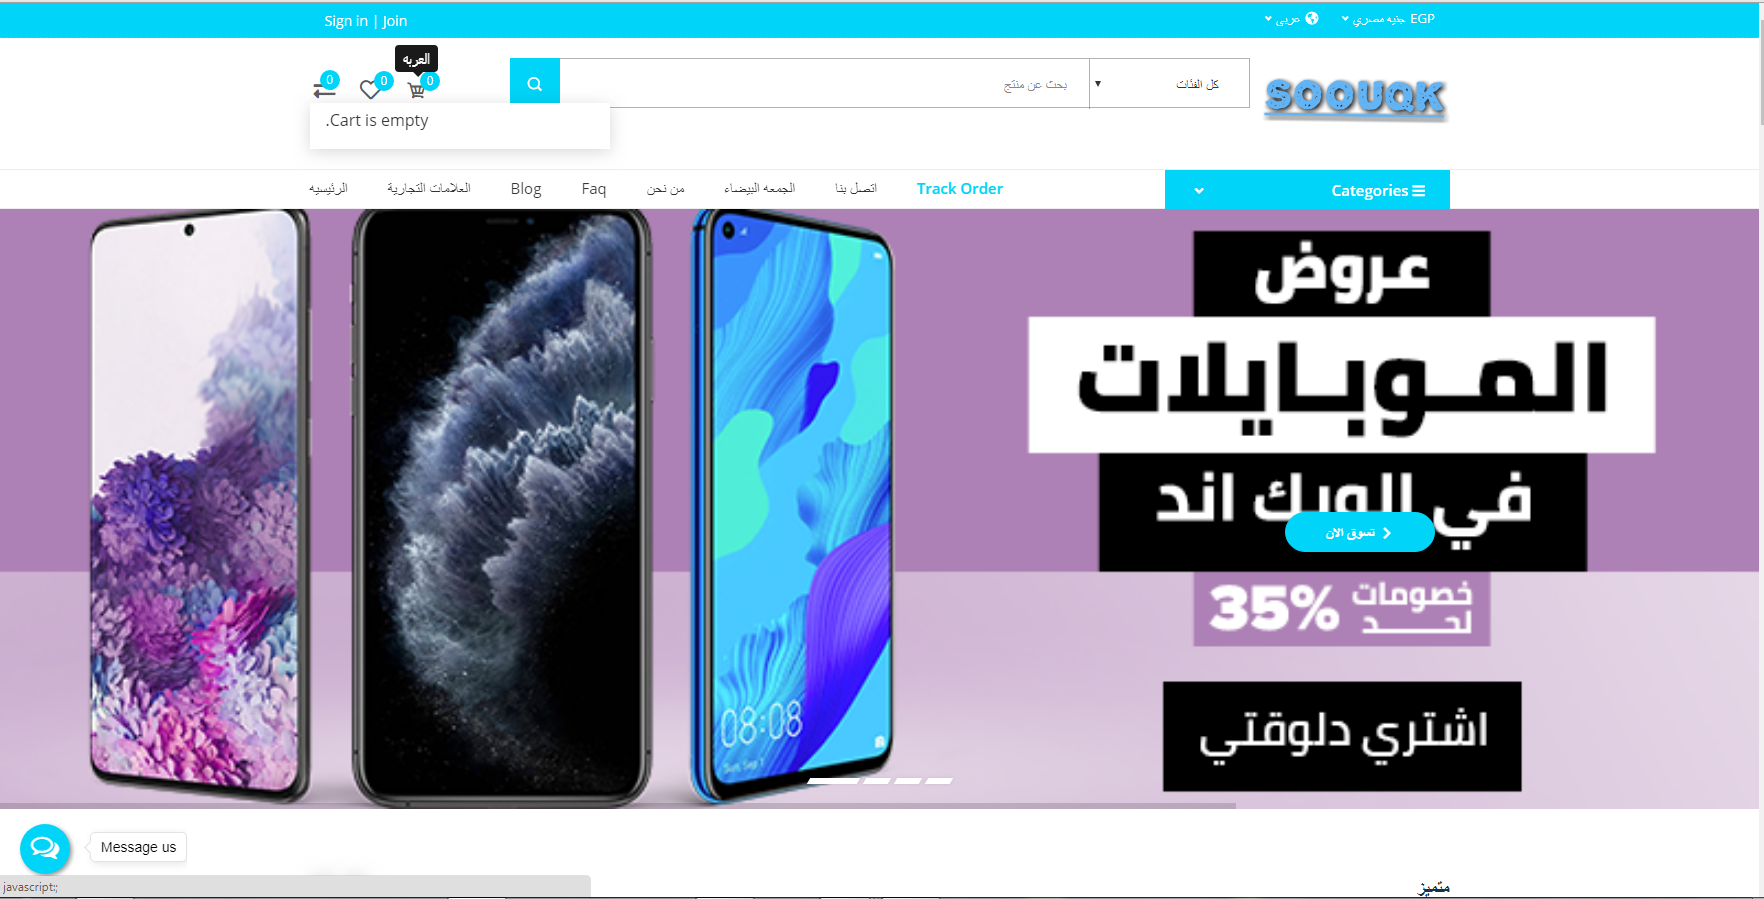 Sign in | Join
عربى
EGP جنيه مصري
العربه
0
0
0
.Cart is empty
بحث عن منتج
كل الفئات
SOOUQK
الرئيسيه
العلامات التجارية
Blog
Faq
من نحن
الجمعه البيضاء
اتصل بنا
Track Order
Categories
عروض
الموبايلات
في الويك اند
تسوق الان
خصومات
لحد
35%
اشتري دلوقتي
08:08
Message us
javascript:;
متميز